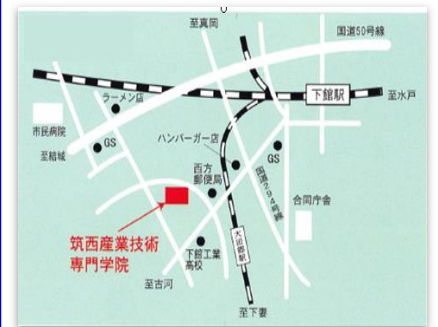 至真岡
国道50号線
下館駅
至水戸
ラーメン店
市民病院
GS
至結城
ハンバーガー店
GS
西方
郵便局
国道294号線
合同庁舎
筑西産業技術
専門学院
大田郷駅
下館工業
高校
至古河
至下妻